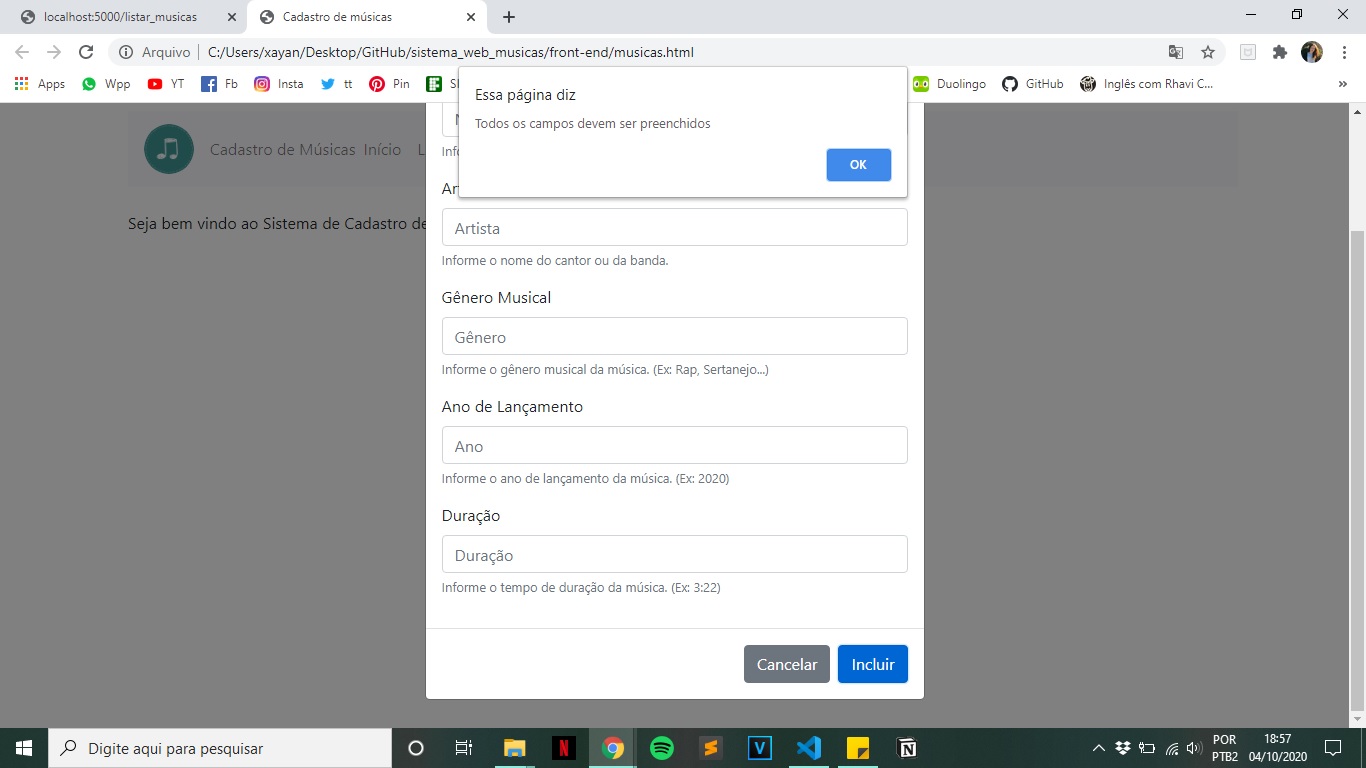 localhost:5000/listar_musicas
Cadastro de músicas
Arquivo
C:/Users/xayan/Desktop/GitHub/sistema_web_musicas/front-end/musicas.html
Apps
Wpp
YT
Fb
Insta
tt
Pin
Duolingo
GitHub
Inglês com Rhavi C...
»
Essa página diz
Todos os campos devem ser preenchidos
OK
Cadastro de Músicas Início
Seja bem vindo ao Sistema de Cadastro de
Artista
Informe o nome do cantor ou da banda.
Gênero Musical
Gênero
Informe o gênero musical da música. (Ex: Rap, Sertanejo...)
Ano de Lançamento
Ano
Informe o ano de lançamento da música. (Ex: 2020)
Duração
Duração
Informe o tempo de duração da música. (Ex: 3:22)
Cancelar
Incluir
Digite aqui para pesquisar
POR
PTB2
18:57
04/10/2020